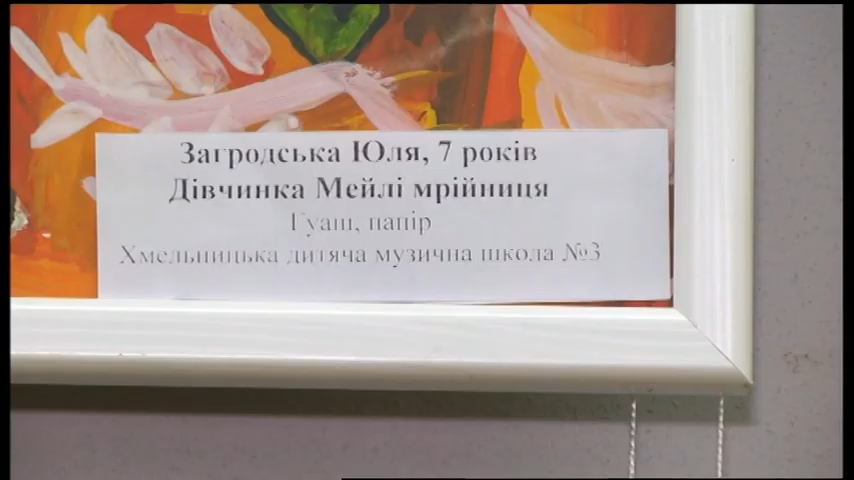 Загродська Юля, 7 років
Дівчинка Мейлі мрійниця
Гуаш, папір
Хмельницька дитяча музична школа №3